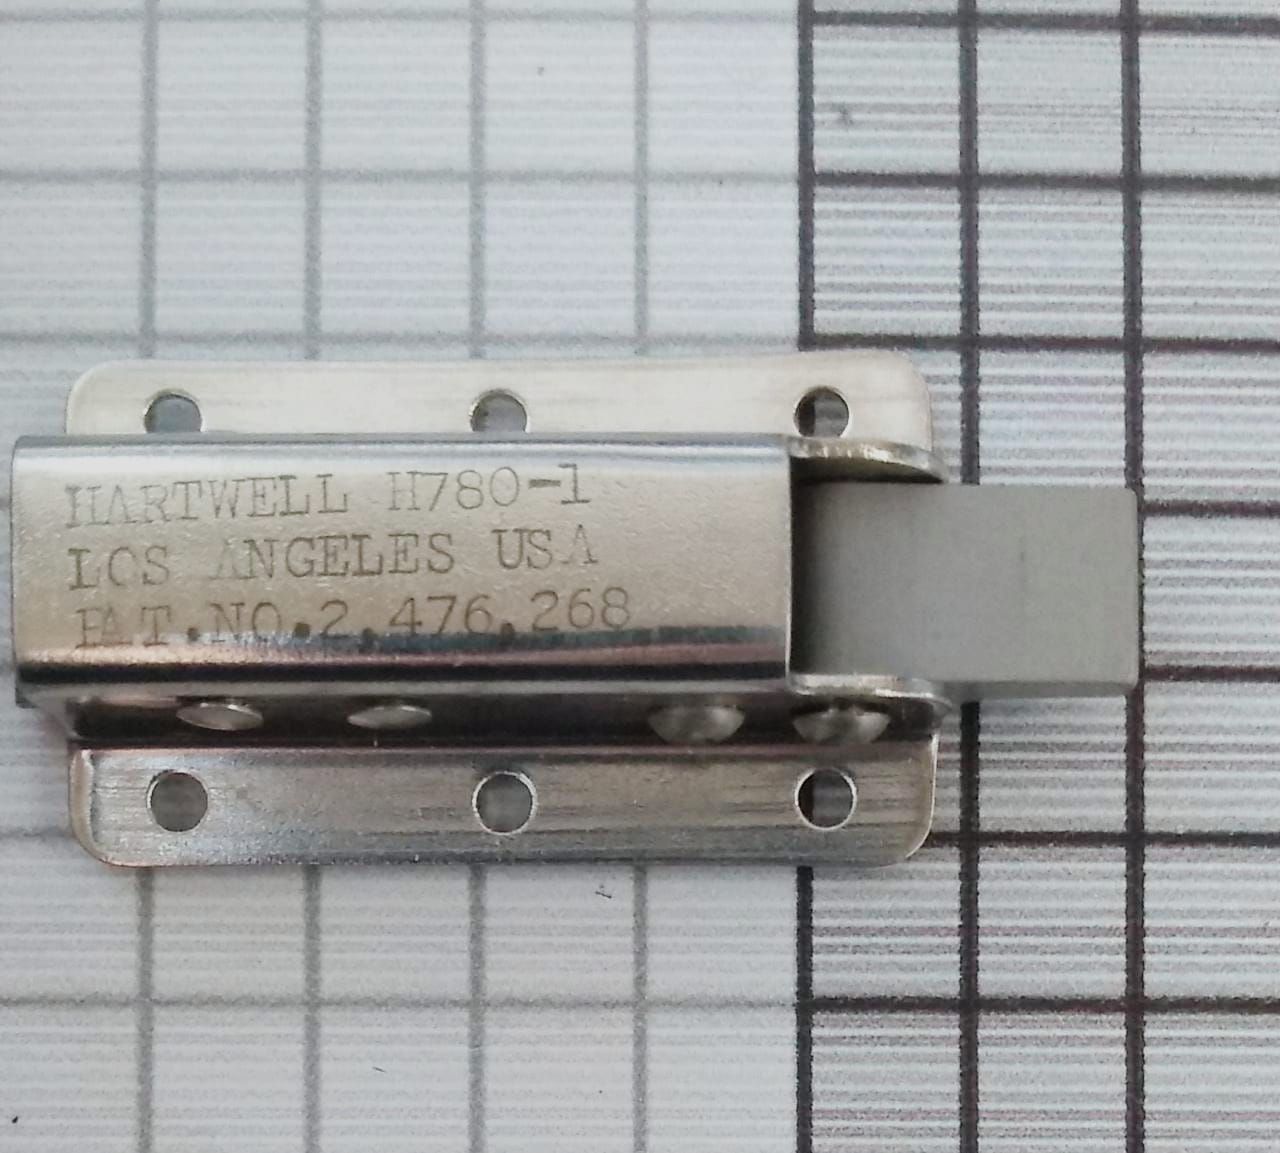 HARTWELL H780-1
LOS ANGELES USA
PAT.NO.2,476,268